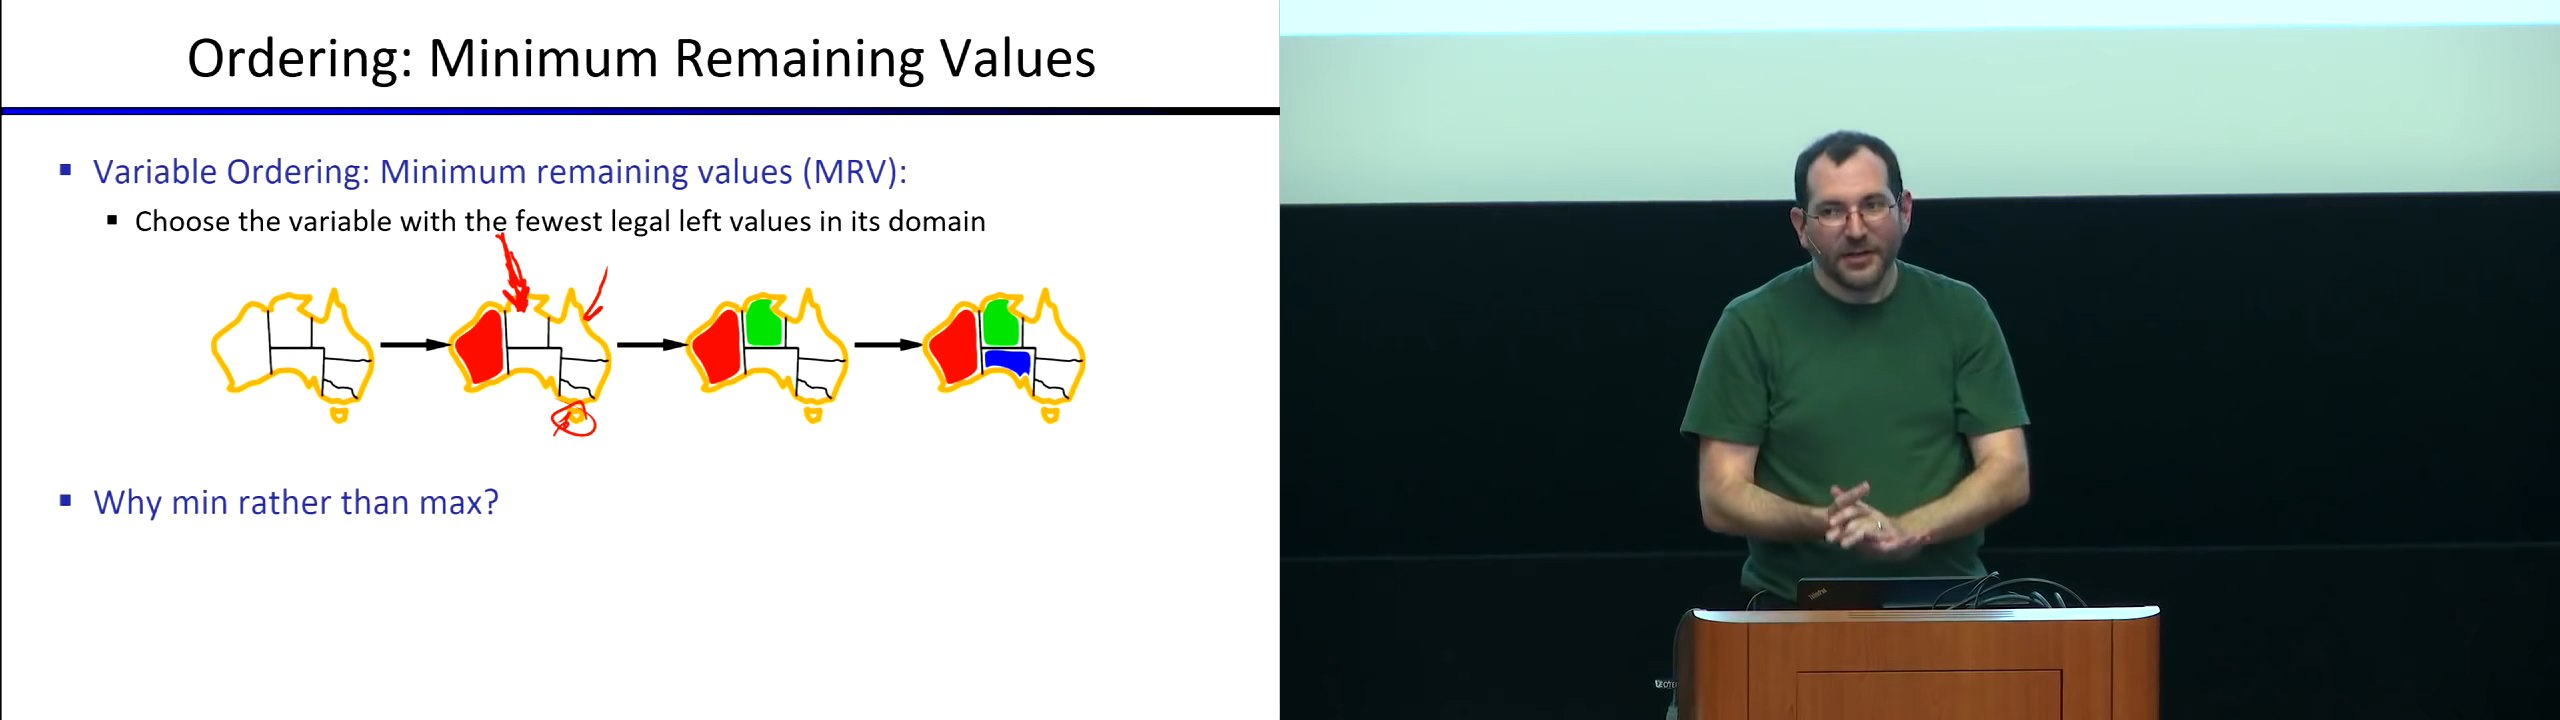 Ordering: Minimum Remaining Values
Variable Ordering: Minimum remaining values (MRV):
Choose the variable with the fewest legal left values in its domain
Why min rather than max?
ThinkPad